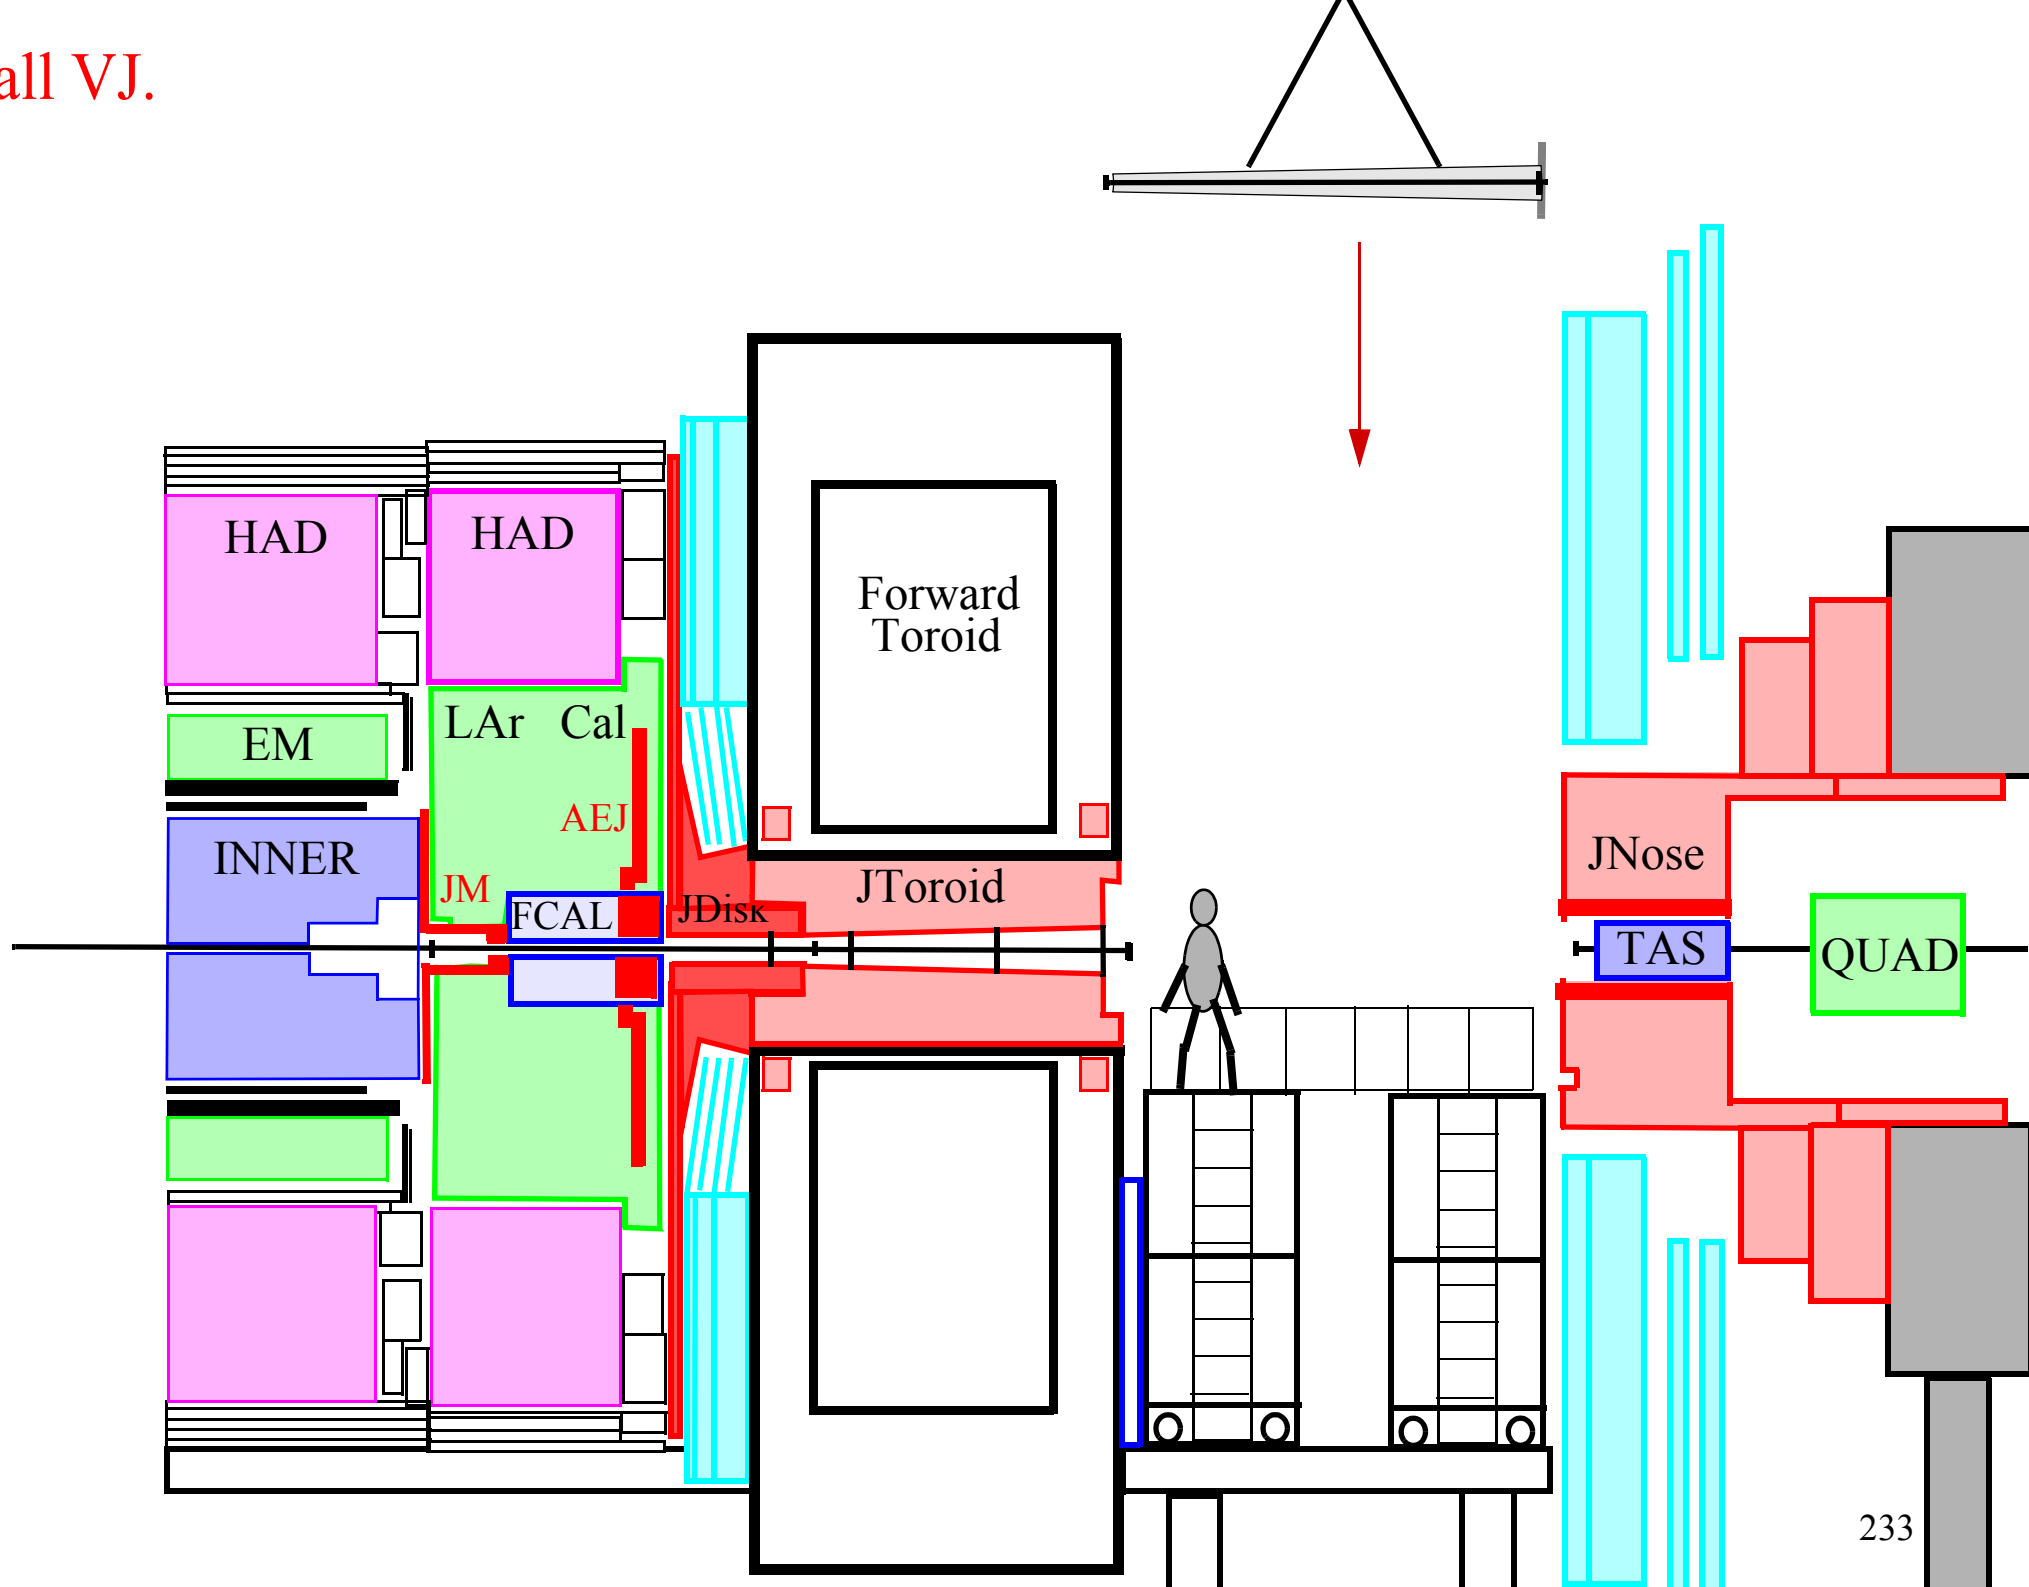 all VJ.
HAD
HAD
Forward
Toroid
LAr Cal
EM
AEJ
INNER
JM
FCAL
JDisk
JToroid
JNose
TAS
QUAD
233